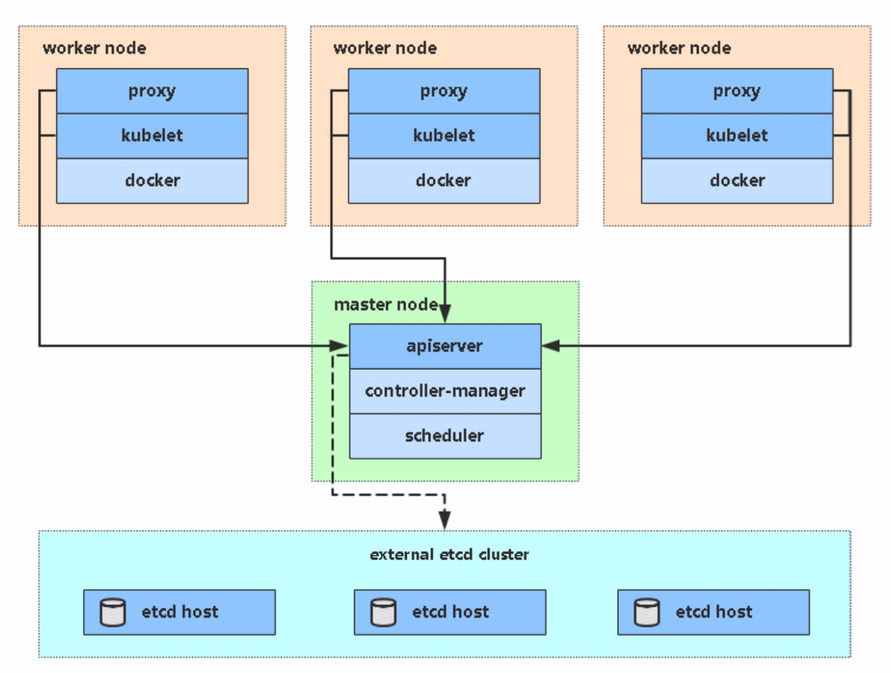 worker node
proxy
kubelet
docker
worker node
proxy
kubelet
docker
worker node
proxy
kubelet
docker
master node
apiserver
controller-manager
scheduler
external etcd cluster
etcd host
etcd host
etcd host